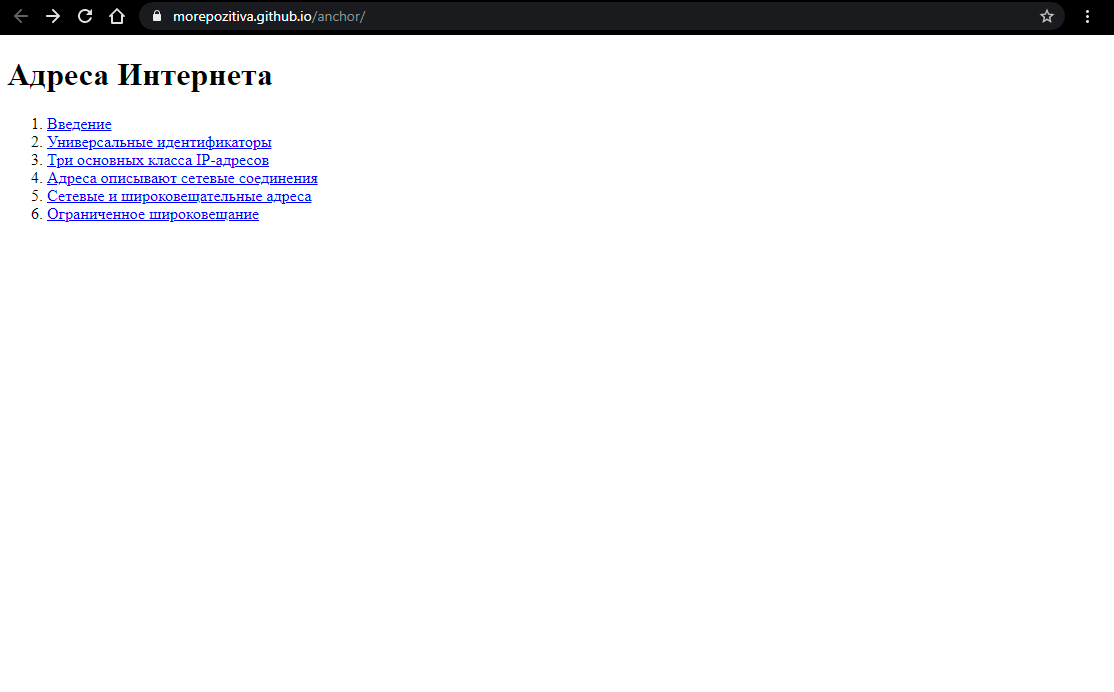 morepozitiva.github.io/anchor/
Адреса Интернета
1. Введение
2. Универсальные идентификаторы
3. Три основных класса IP-адресов
4. Адреса описывают сетевые соединения
5. Сетевые и широковещательные адреса
6. Ограниченное широковещание